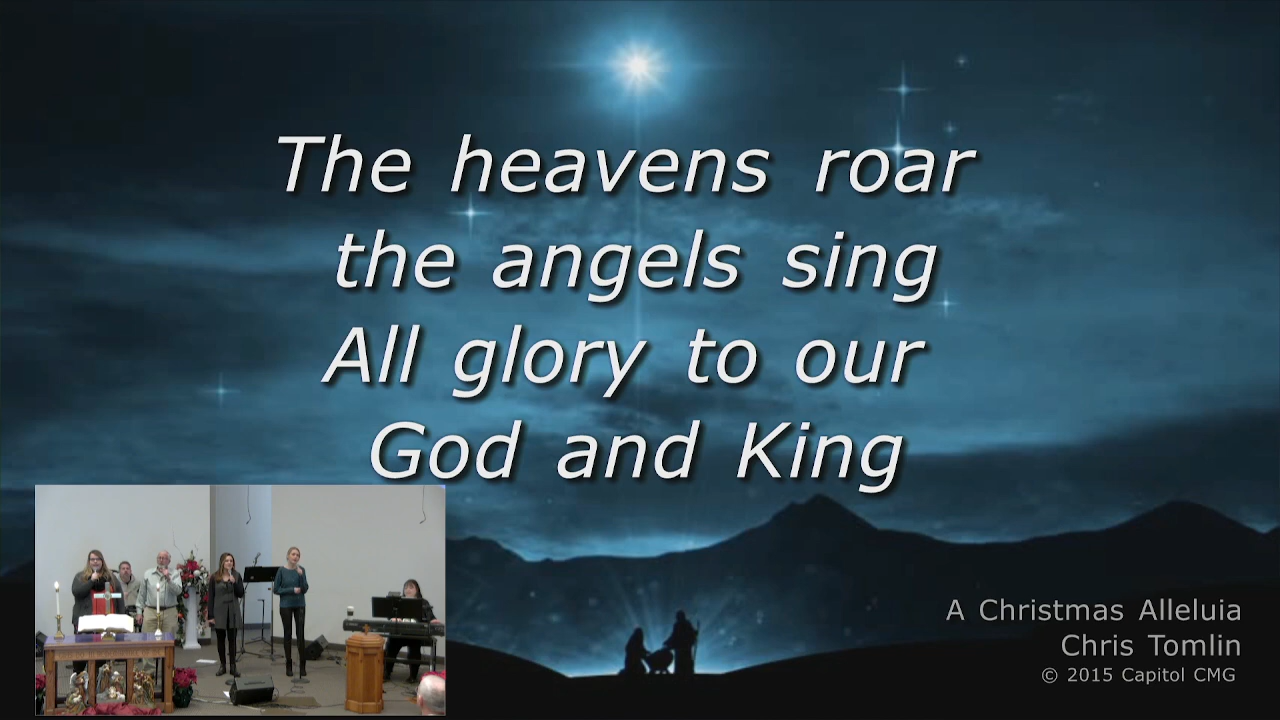 The heavens roar
the angels sing
All glory to our
God and King
A Christmas Alleluia
Chris Tomlin
© 2015 Capitol CMG